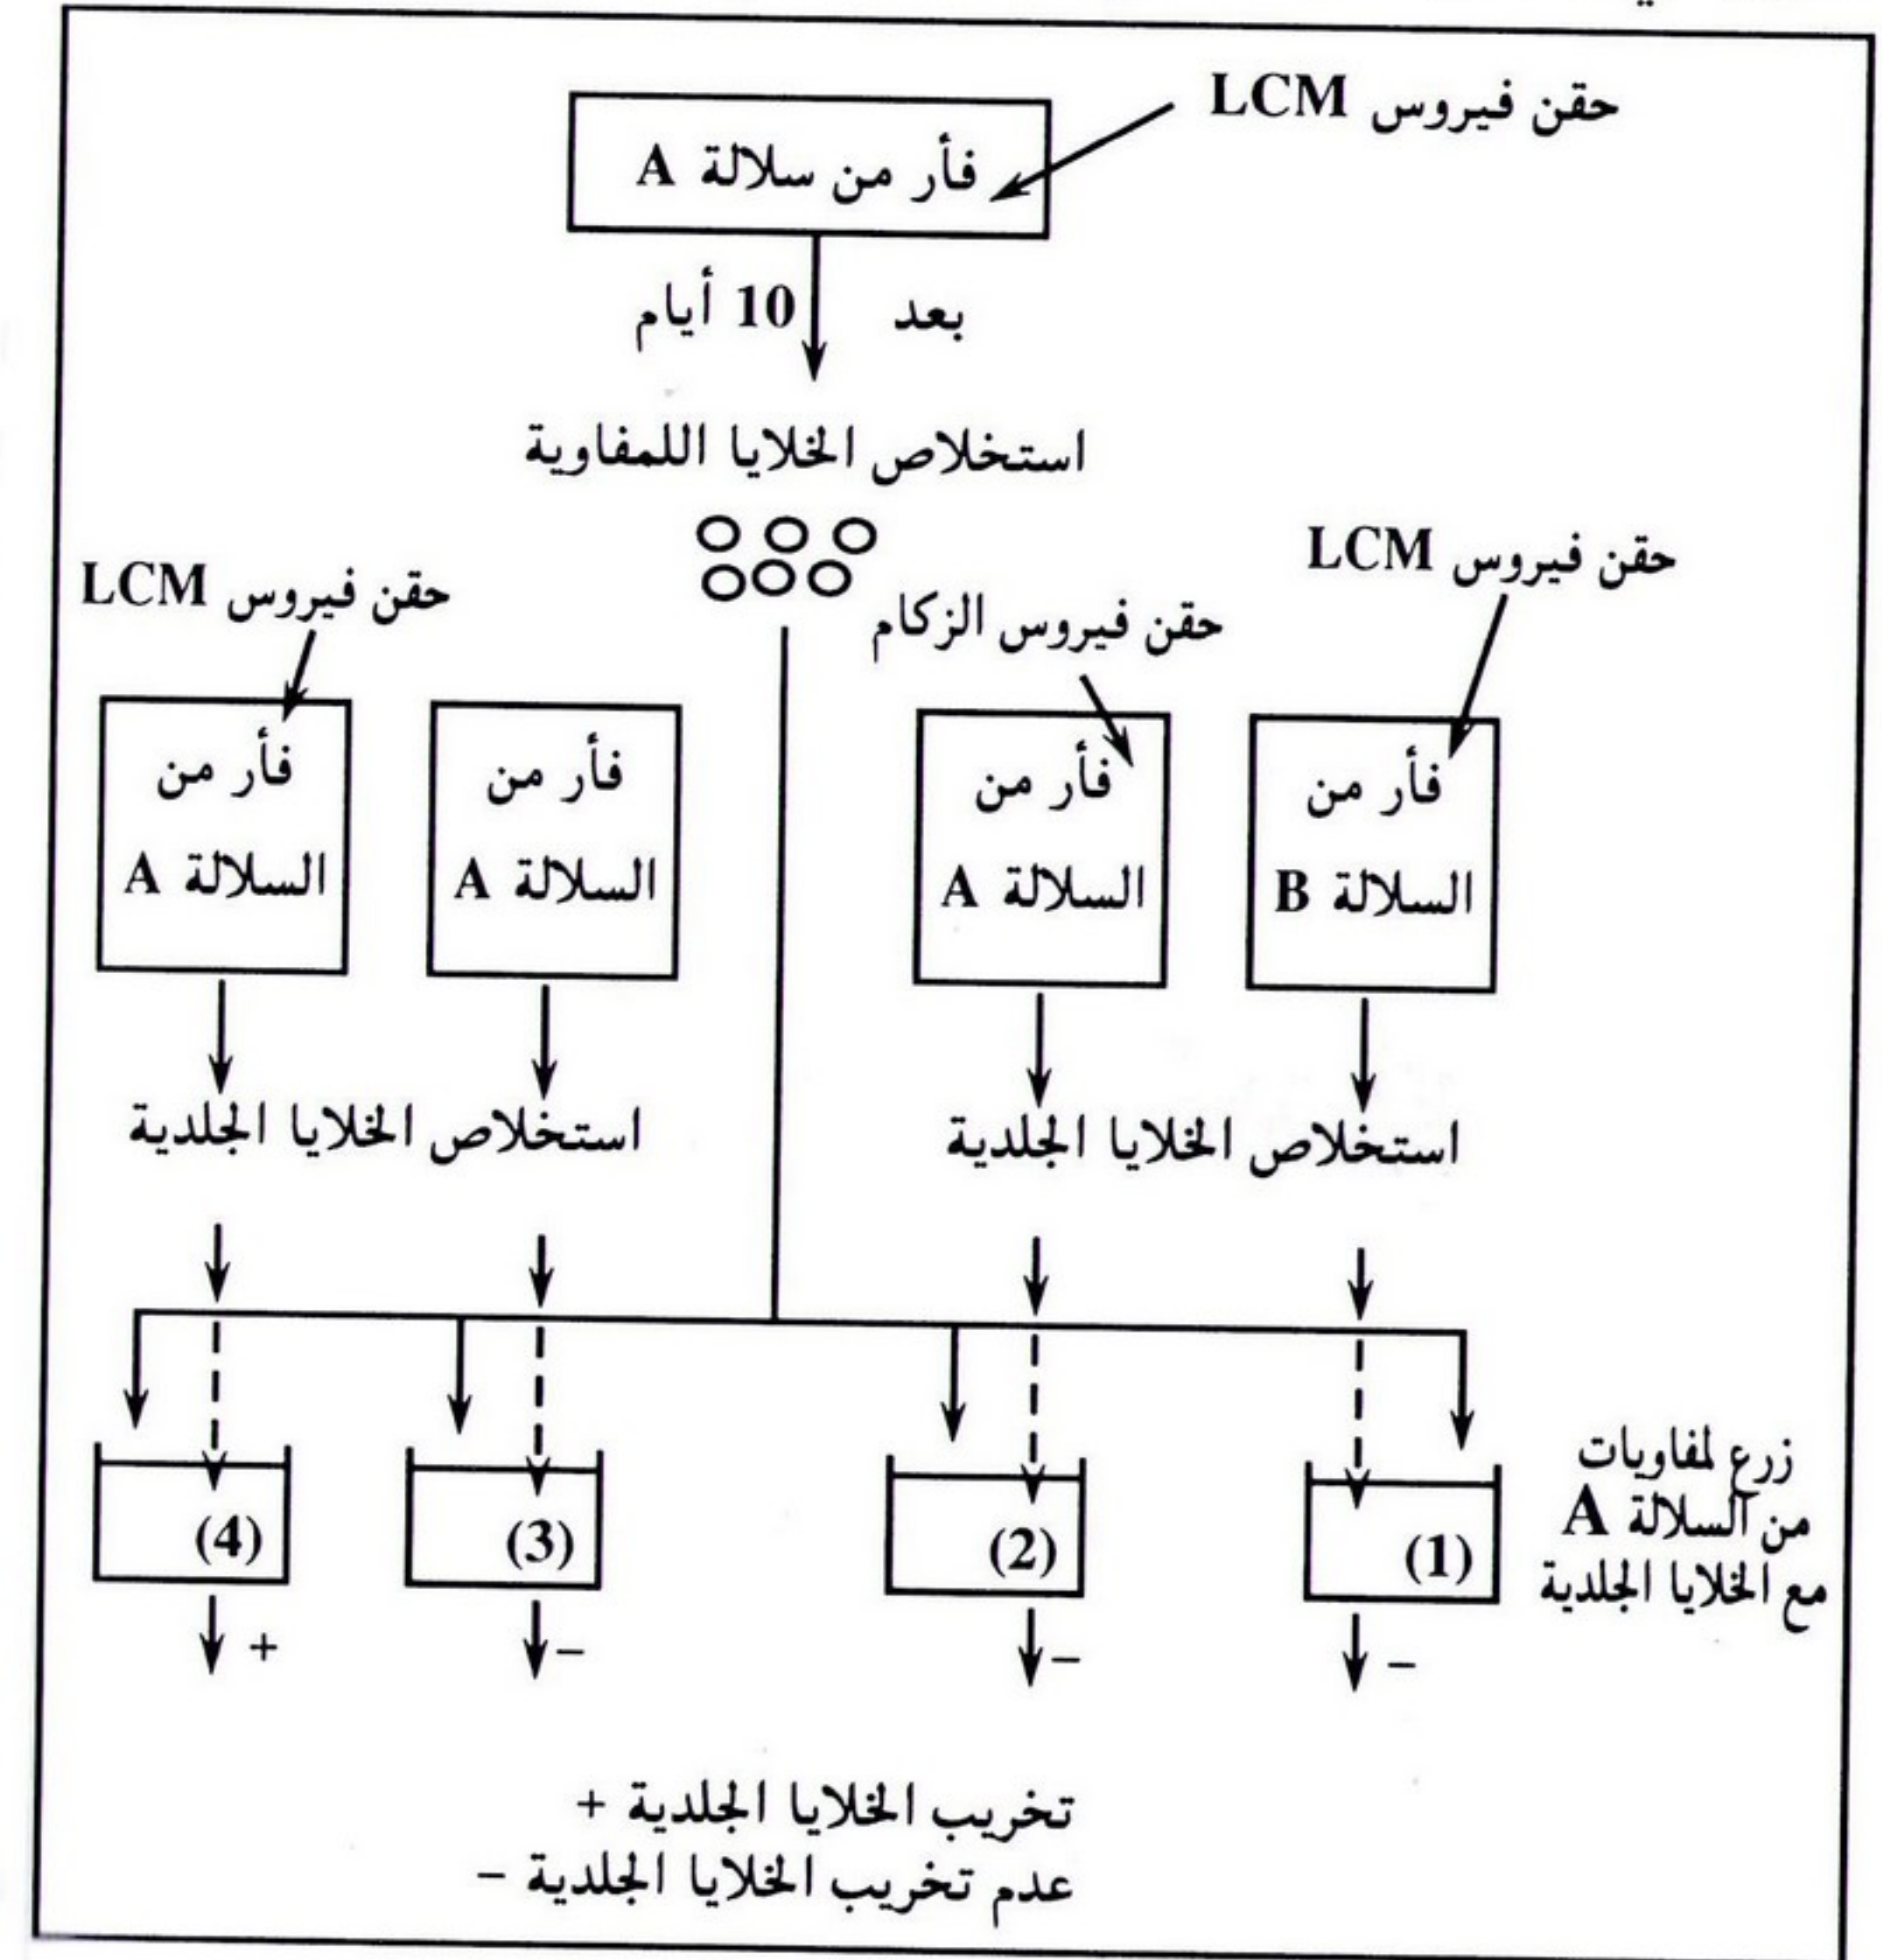 حقن فيروس LCM
فأر من سلالة A
بعد 10 أيام
استخلاص الخلايا اللمفاوية
حقن فيروس LCM
حقن فيروس الزكام
حقن فيروس LCM
فأر من
السلالة B
فأر من
السلالة A
فأر من
السلالة A
فأر من
السلالة A
استخلاص الخلايا الجلدية
استخلاص الخلايا الجلدية
زرع لمفاويات
من السلالة A
مع الخلايا الجلدية
(1)
(2)
(3)
(4)
–
–
–
+
تخريب الخلايا الجلدية +
عدم تخريب الخلايا الجلدية –